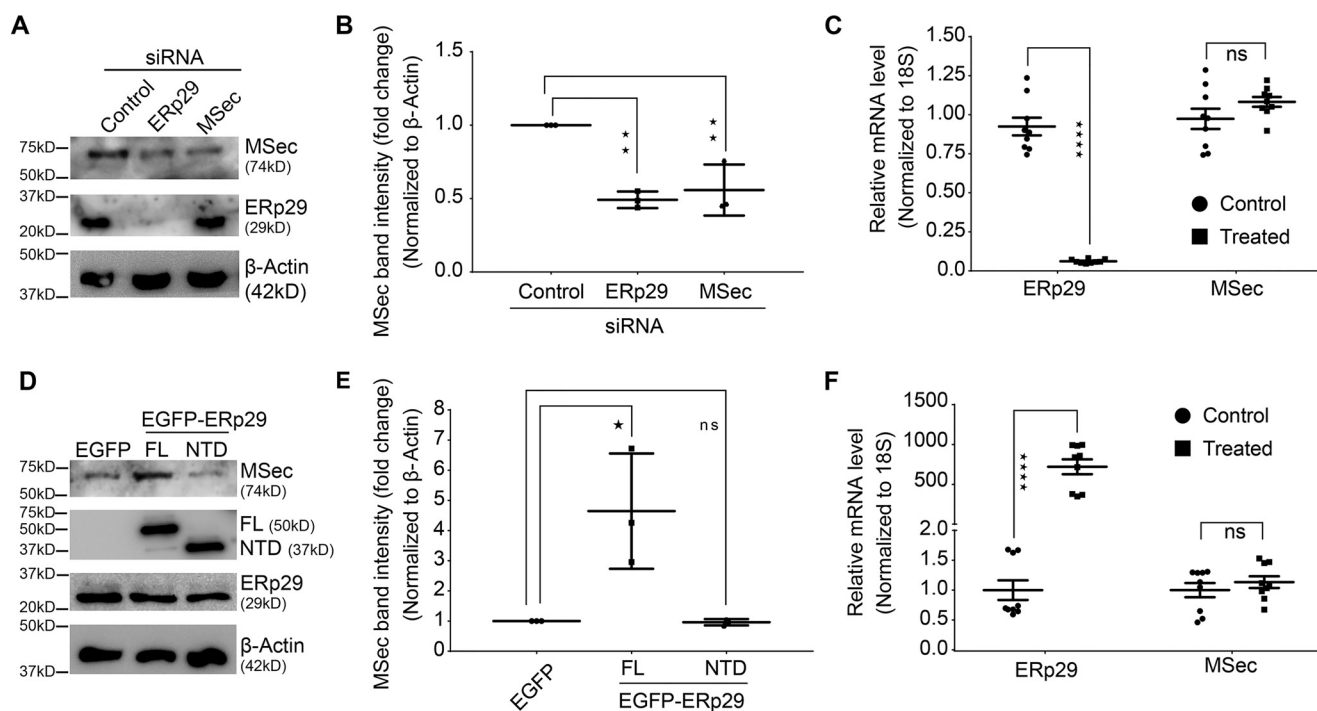 A
siRNA
Control
ERp29
MSec
75kD
50kD
MSec
(74kD)
37kD
20kD
ERp29
(29kD)
50kD
37kD
β-Actin
(42kD)
B
MSec band intensity (fold change)
(Normalized to β-Actin)
1.5
1.0
0.5
0.0
★ ★
★ ★
Control ERp29 MSec
siRNA
C
Relative mRNA level
(Normalized to 18S)
1.50
1.25
1.00
0.75
0.50
0.25
0.0
★★★★
ns
Control
Treated
ERp29 MSec
D
EGFP-ERp29
EGFP FL NTD
75kD
50kD
MSec
(74kD)
75kD
50kD
37kD
FL (50kD)
NTD (37kD)
37kD
20kD
ERp29
(29kD)
50kD
37kD
β-Actin
(42kD)
E
MSec band intensity (fold change)
(Normalized to β-Actin)
8
7
6
5
4
3
2
1
0
★
ns
EGFP
FL NTD
EGFP-ERp29
F
Relative mRNA level
(Normalized to 18S)
1500
1000
500
2.0
1.5
1.0
0.5
0.0
★★★★
ns
Control
Treated
ERp29 MSec